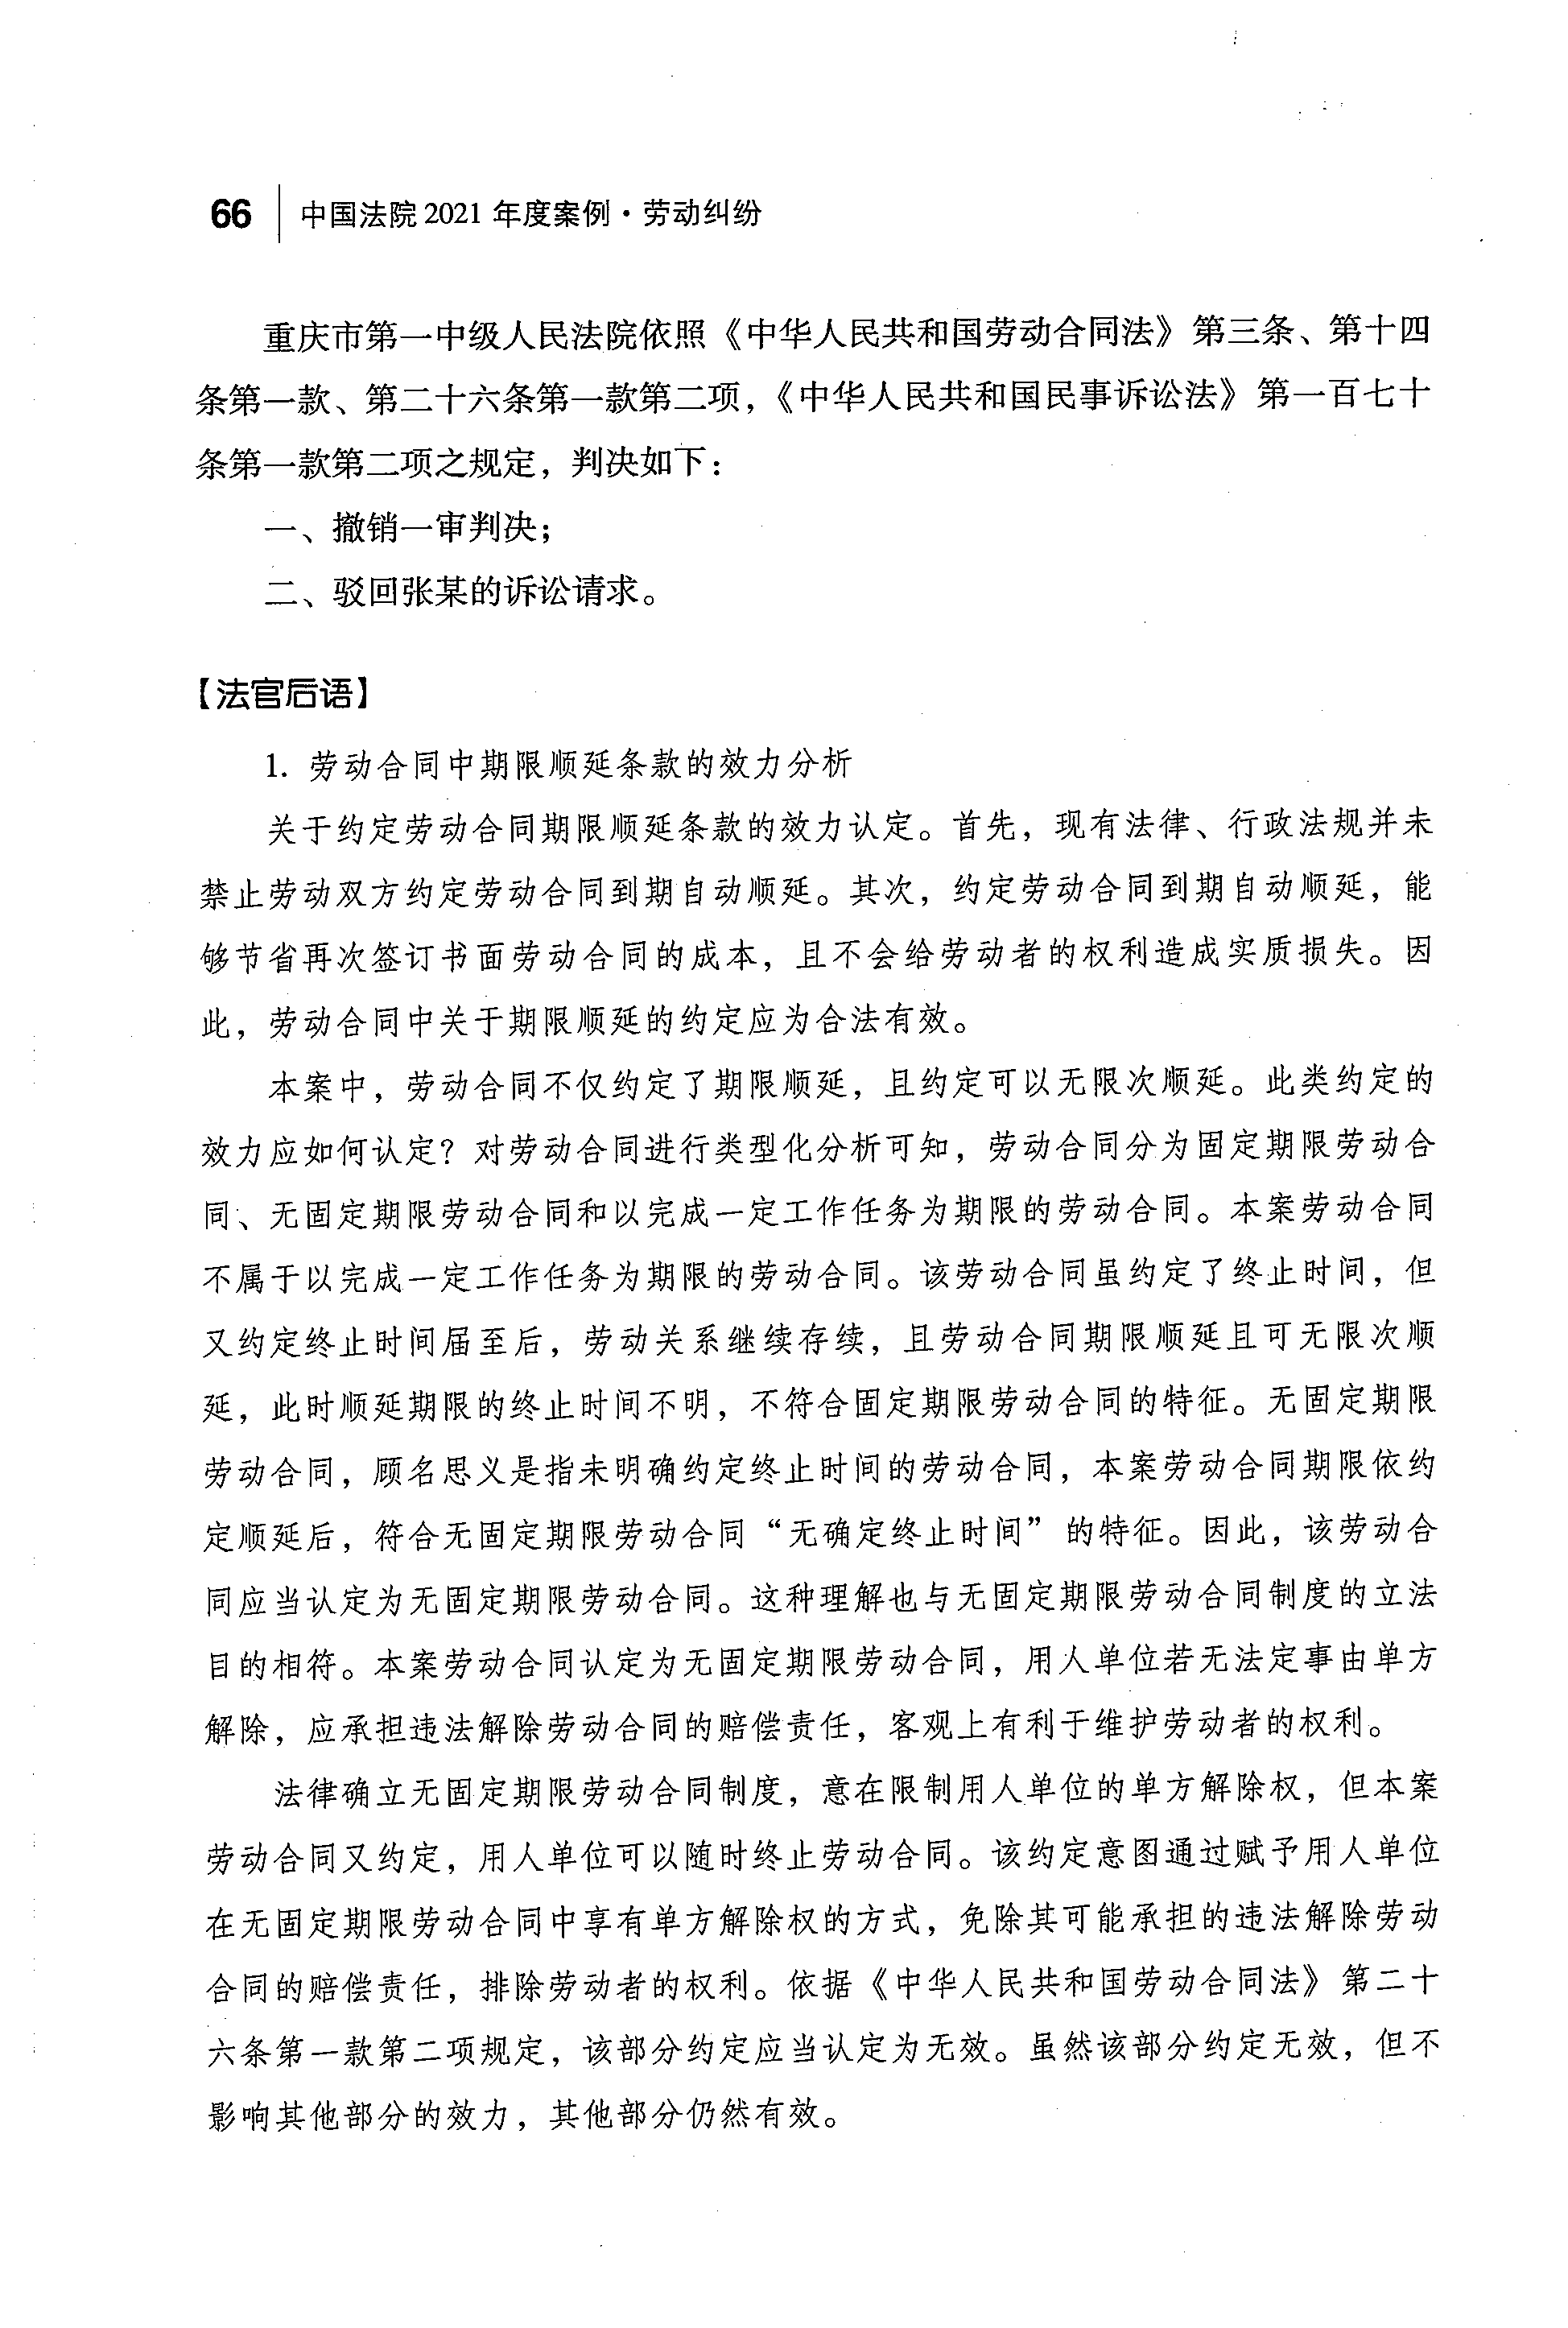 66 中国法院2021年度案例·劳动纠纷
重庆市第一中级人民法院依照《中华人民共和国劳动合同法》第三条、第十四
条第一款、第二十六条第一款第二项，《中华人民共和国民事诉讼法》第一百七十
条第一款第二项之规定，判决如下：
一、撤销一审判决；
二、驳回张某的诉讼请求。
【法官后语】
1. 劳动合同中期限顺延条款的效力分析
关于约定劳动合同期限顺延条款的效力认定。首先，现有法律、行政法规并未
禁止劳动双方约定劳动合同到期自动顺延。其次，约定劳动合同到期自动顺延，能
够节省再次签订书面劳动合同的成本，且不会给劳动者的权利造成实质损失。因
此，劳动合同中关于期限顺延的约定应为合法有效。
本案中，劳动合同不仅约定了期限顺延，且约定可以无限次顺延。此类约定的
效力应如何认定？对劳动合同进行类型化分析可知，劳动合同分为固定期限劳动合
同、无固定期限劳动合同和以完成一定工作任务为期限的劳动合同。本案劳动合同
不属于以完成一定工作任务为期限的劳动合同。该劳动合同虽约定了终止时间，但
又约定终止时间届至后，劳动关系继续存续，且劳动合同期限顺延且可无限次顺
延，此时顺延期限的终止时间不明，不符合固定期限劳动合同的特征。无固定期限
劳动合同，顾名思义是指未明确约定终止时间的劳动合同，本案劳动合同期限依约
定顺延后，符合无固定期限劳动合同“无确定终止时间”的特征。因此，该劳动合
同应当认定为无固定期限劳动合同。这种理解也与无固定期限劳动合同制度的立法
目的相符。本案劳动合同认定为无固定期限劳动合同，用人单位若无法定事由单方
解除，应承担违法解除劳动合同的赔偿责任，客观上有利于维护劳动者的权利。
法律确立无固定期限劳动合同制度，意在限制用人单位的单方解除权，但本案
劳动合同又约定，用人单位可以随时终止劳动合同。该约定意图通过赋予用人单位
在无固定期限劳动合同中享有单方解除权的方式，免除其可能承担的违法解除劳动
合同的赔偿责任，排除劳动者的权利。依据《中华人民共和国劳动合同法》第二十
六条第一款第二项规定，该部分约定应当认定为无效。虽然该部分约定无效，但不
影响其他部分的效力，其他部分仍然有效。